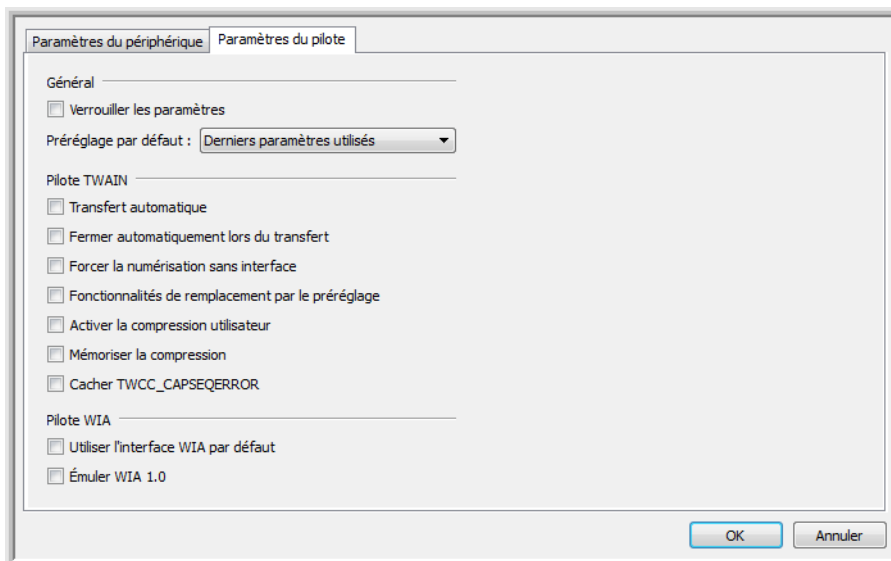 Paramètres du périphérique Paramètres du pilote
Général
Verrouiller les paramètres
Préréglage par défaut : Derniers paramètres utilisés
Pilote TWAIN
Transfert automatique
Fermer automatiquement lors du transfert
Forcer la numérisation sans interface
Fonctionnalités de remplacement par le préréglage
Activer la compression utilisateur
Mémoriser la compression
Cacher TWCC_CAPSEQERROR
Pilote WIA
Utiliser l'interface WIA par défaut
Émuler WIA 1.0
OK Annuler